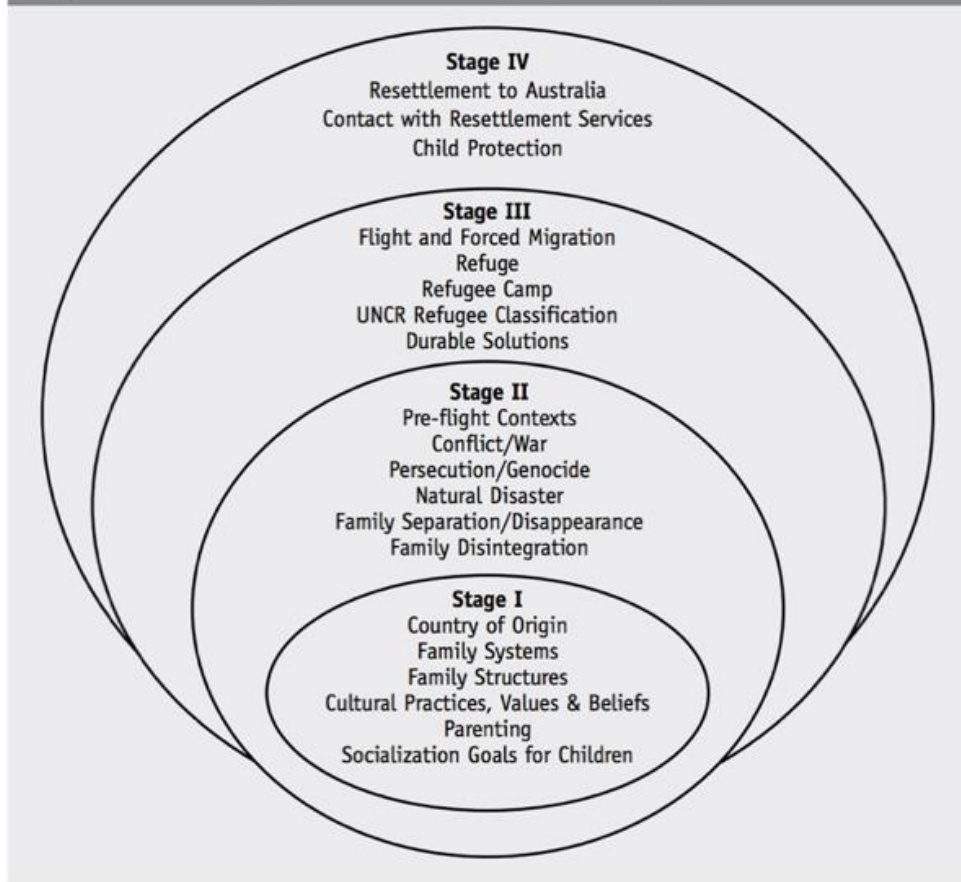 Stage IV
Resettlement to Australia
Contact with Resettlement Services
Child Protection
Stage III
Flight and Forced Migration
Refuge
Refugee Camp
UNCR Refugee Classification
Durable Solutions
Stage II
Pre-flight Contexts
Conflict/War
Persecution/Genocide
Natural Disaster
Family Separation/Disappearance
Family Disintegration
Stage I
Country of Origin
Family Systems
Family Structures
Cultural Practices, Values & Beliefs
Parenting
Socialization Goals for Children